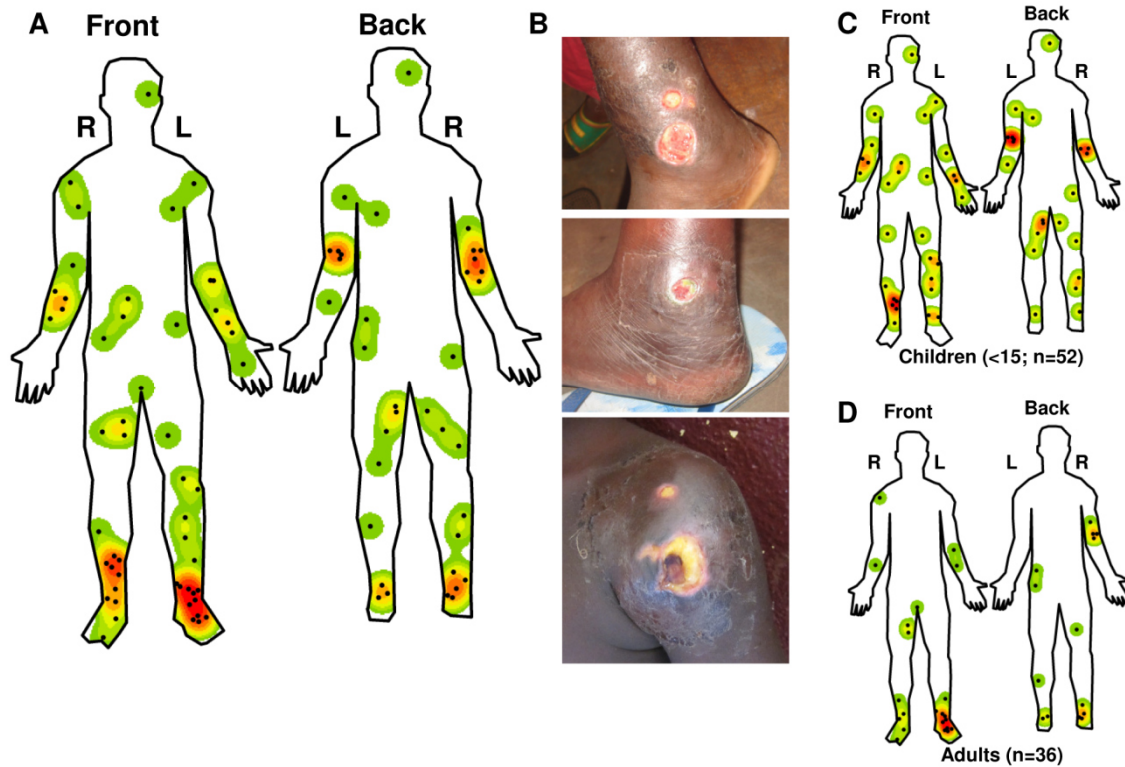 A
Front
Back
R
L
L
R
B
C
Front
Back
R
L
L
R
Children (<15; n=52)
D
Front
Back
R
L
L
R
Adults (n=36)